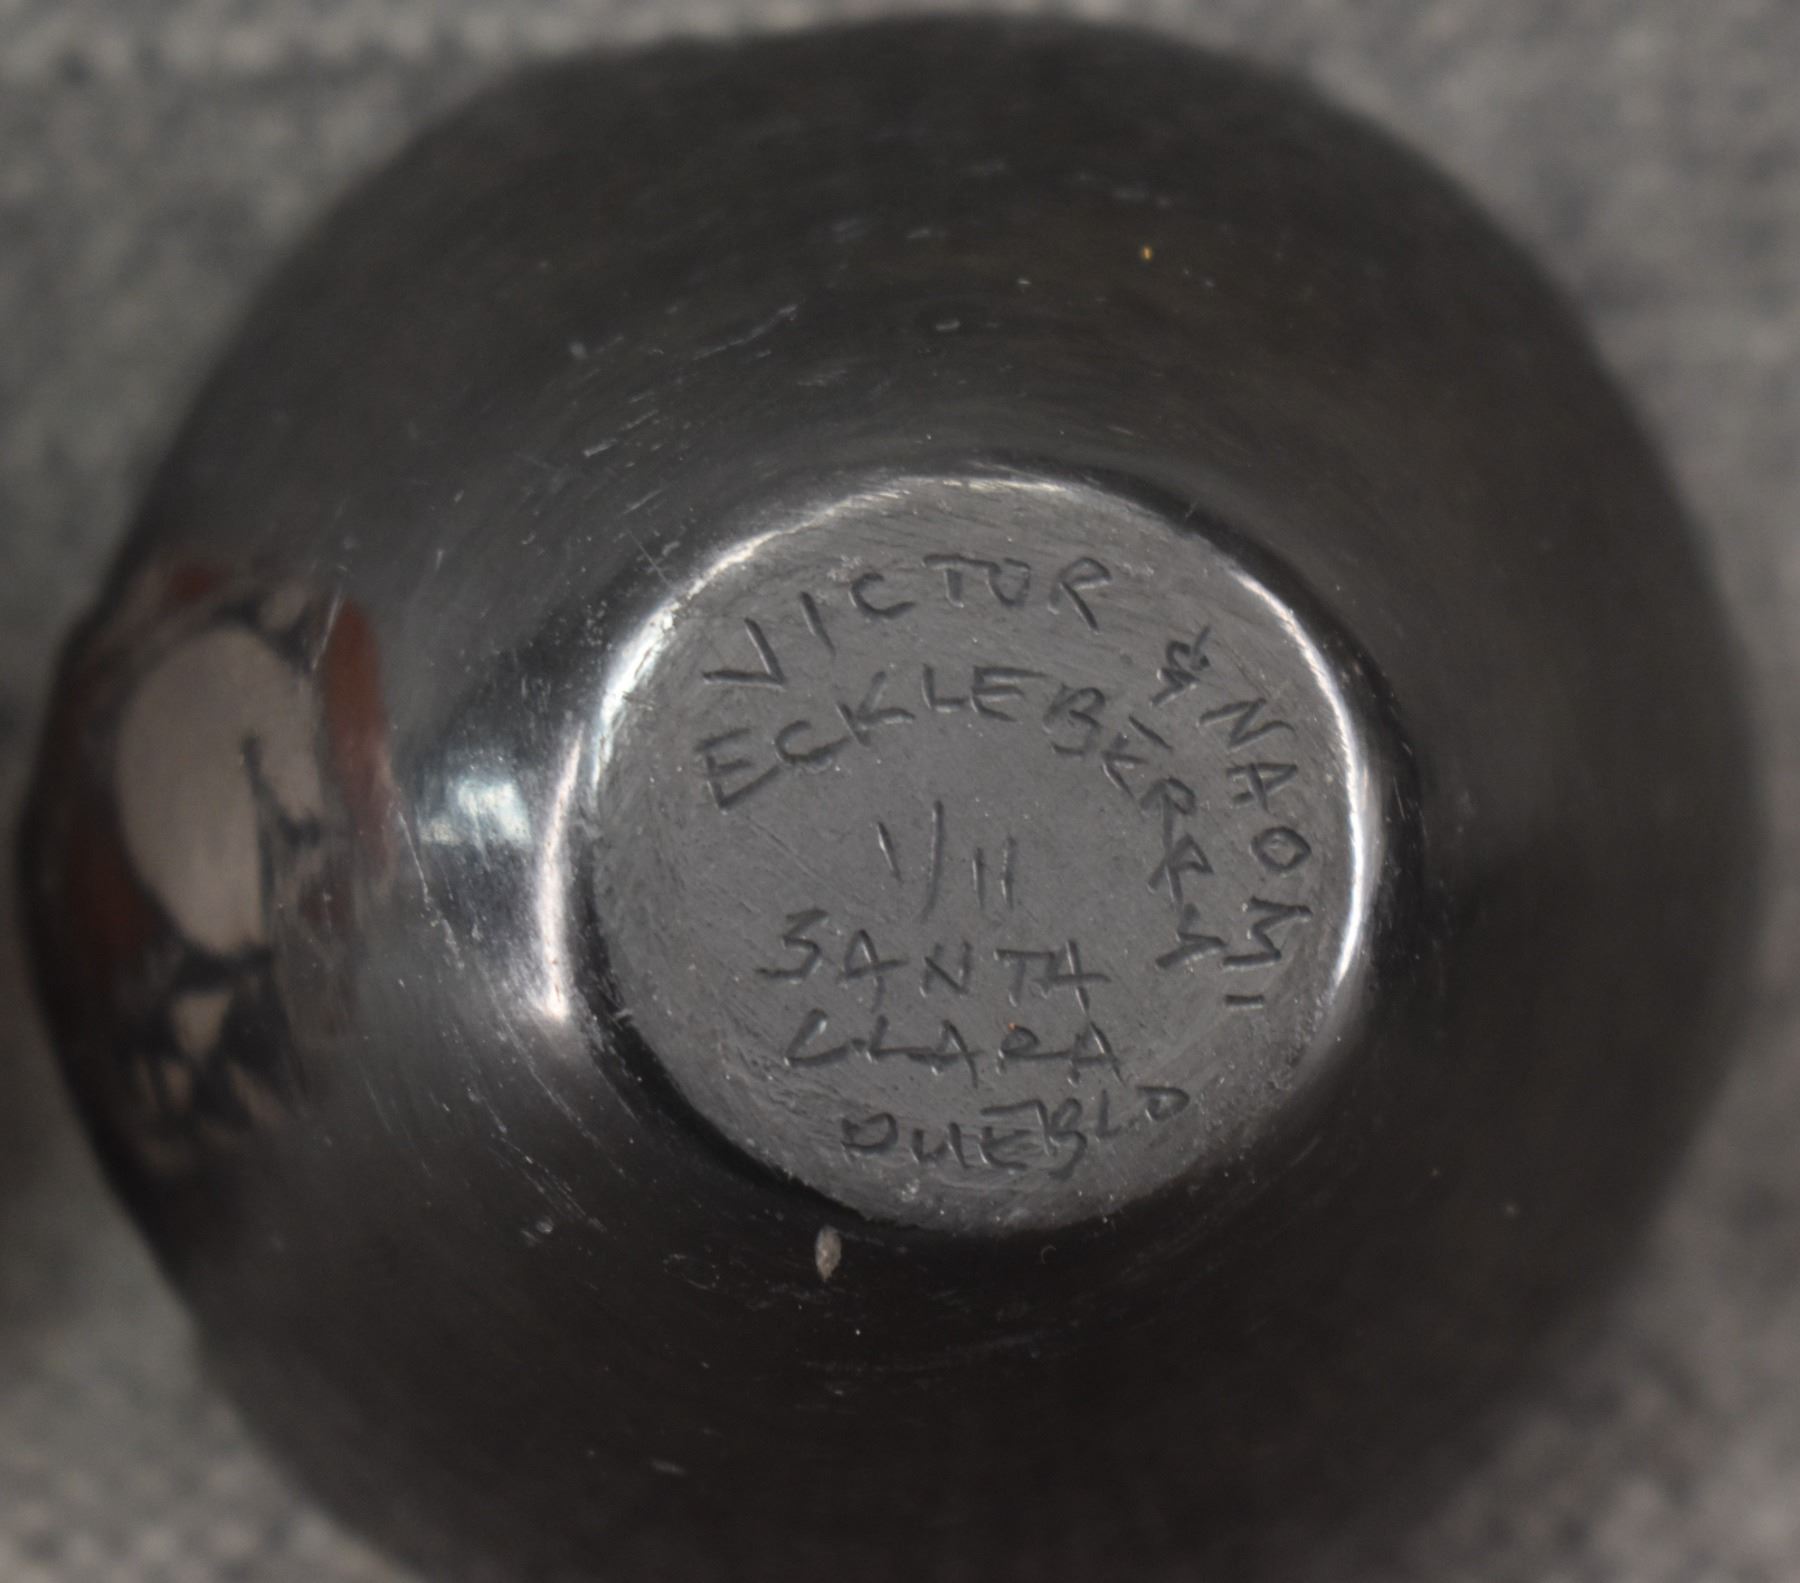 VICTOR & NAOMI
ECKLEBERRY
1/11
SANTA
CLARA
PUEBLO